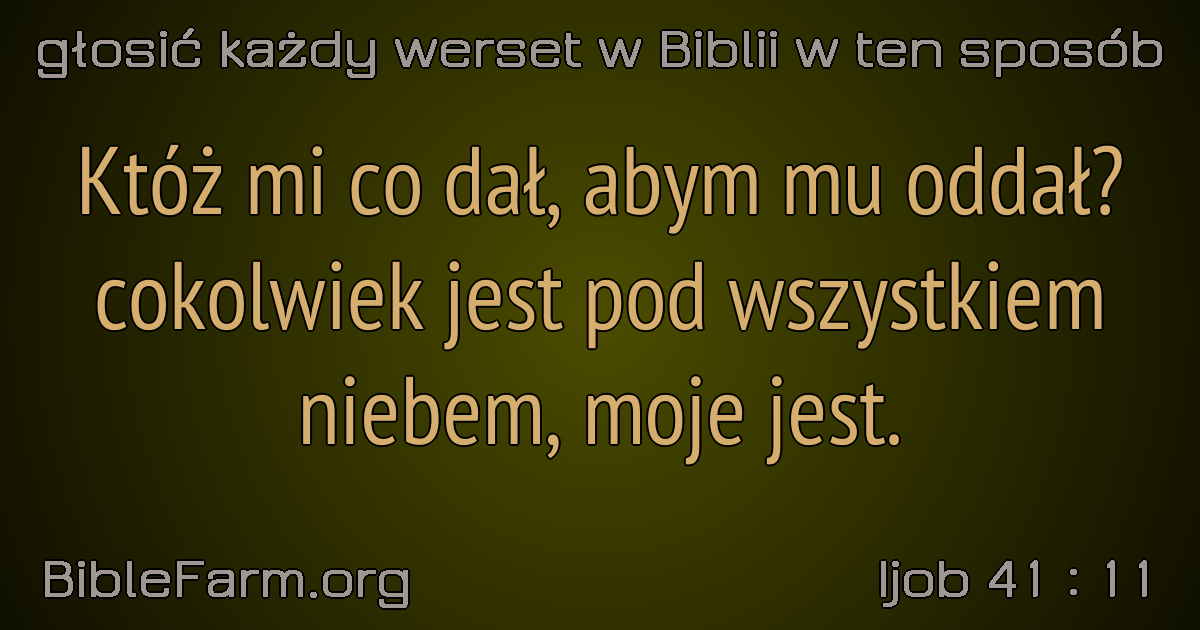 głosić każdy werset w Biblii w ten sposób
Któż mi co dał, abym mu oddał?
cokolwiek jest pod wszystkiem
niebem, moje jest.
BibleFarm.org
Ijob 41 : 11